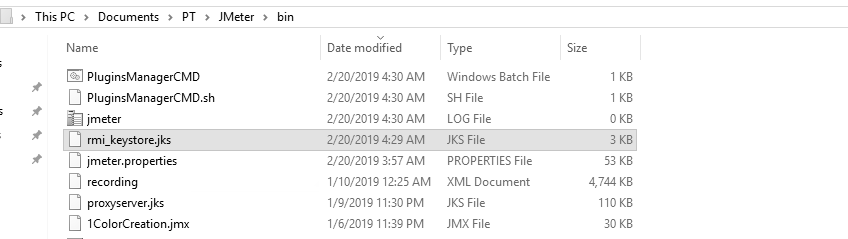 This PC > Documents > PT > JMeter > bin
Name Date modified Type Size
PluginsManagerCMD 2/20/2019 4:30 AM Windows Batch File 1 KB
PluginsManagerCMD.sh 2/20/2019 4:30 AM SH File 1 KB
jmeter 2/20/2019 4:30 AM LOG File 0 KB
rmi_keystore.jks 2/20/2019 4:29 AM JKS File 3 KB
jmeter.properties 2/20/2019 3:57 AM PROPERTIES File 53 KB
recording 1/10/2019 12:25 AM XML Document 4,744 KB
proxyserver.jks 1/9/2019 11:30 PM JKS File 110 KB
1ColorCreation.jmx 1/6/2019 11:39 PM JMX File 30 KB